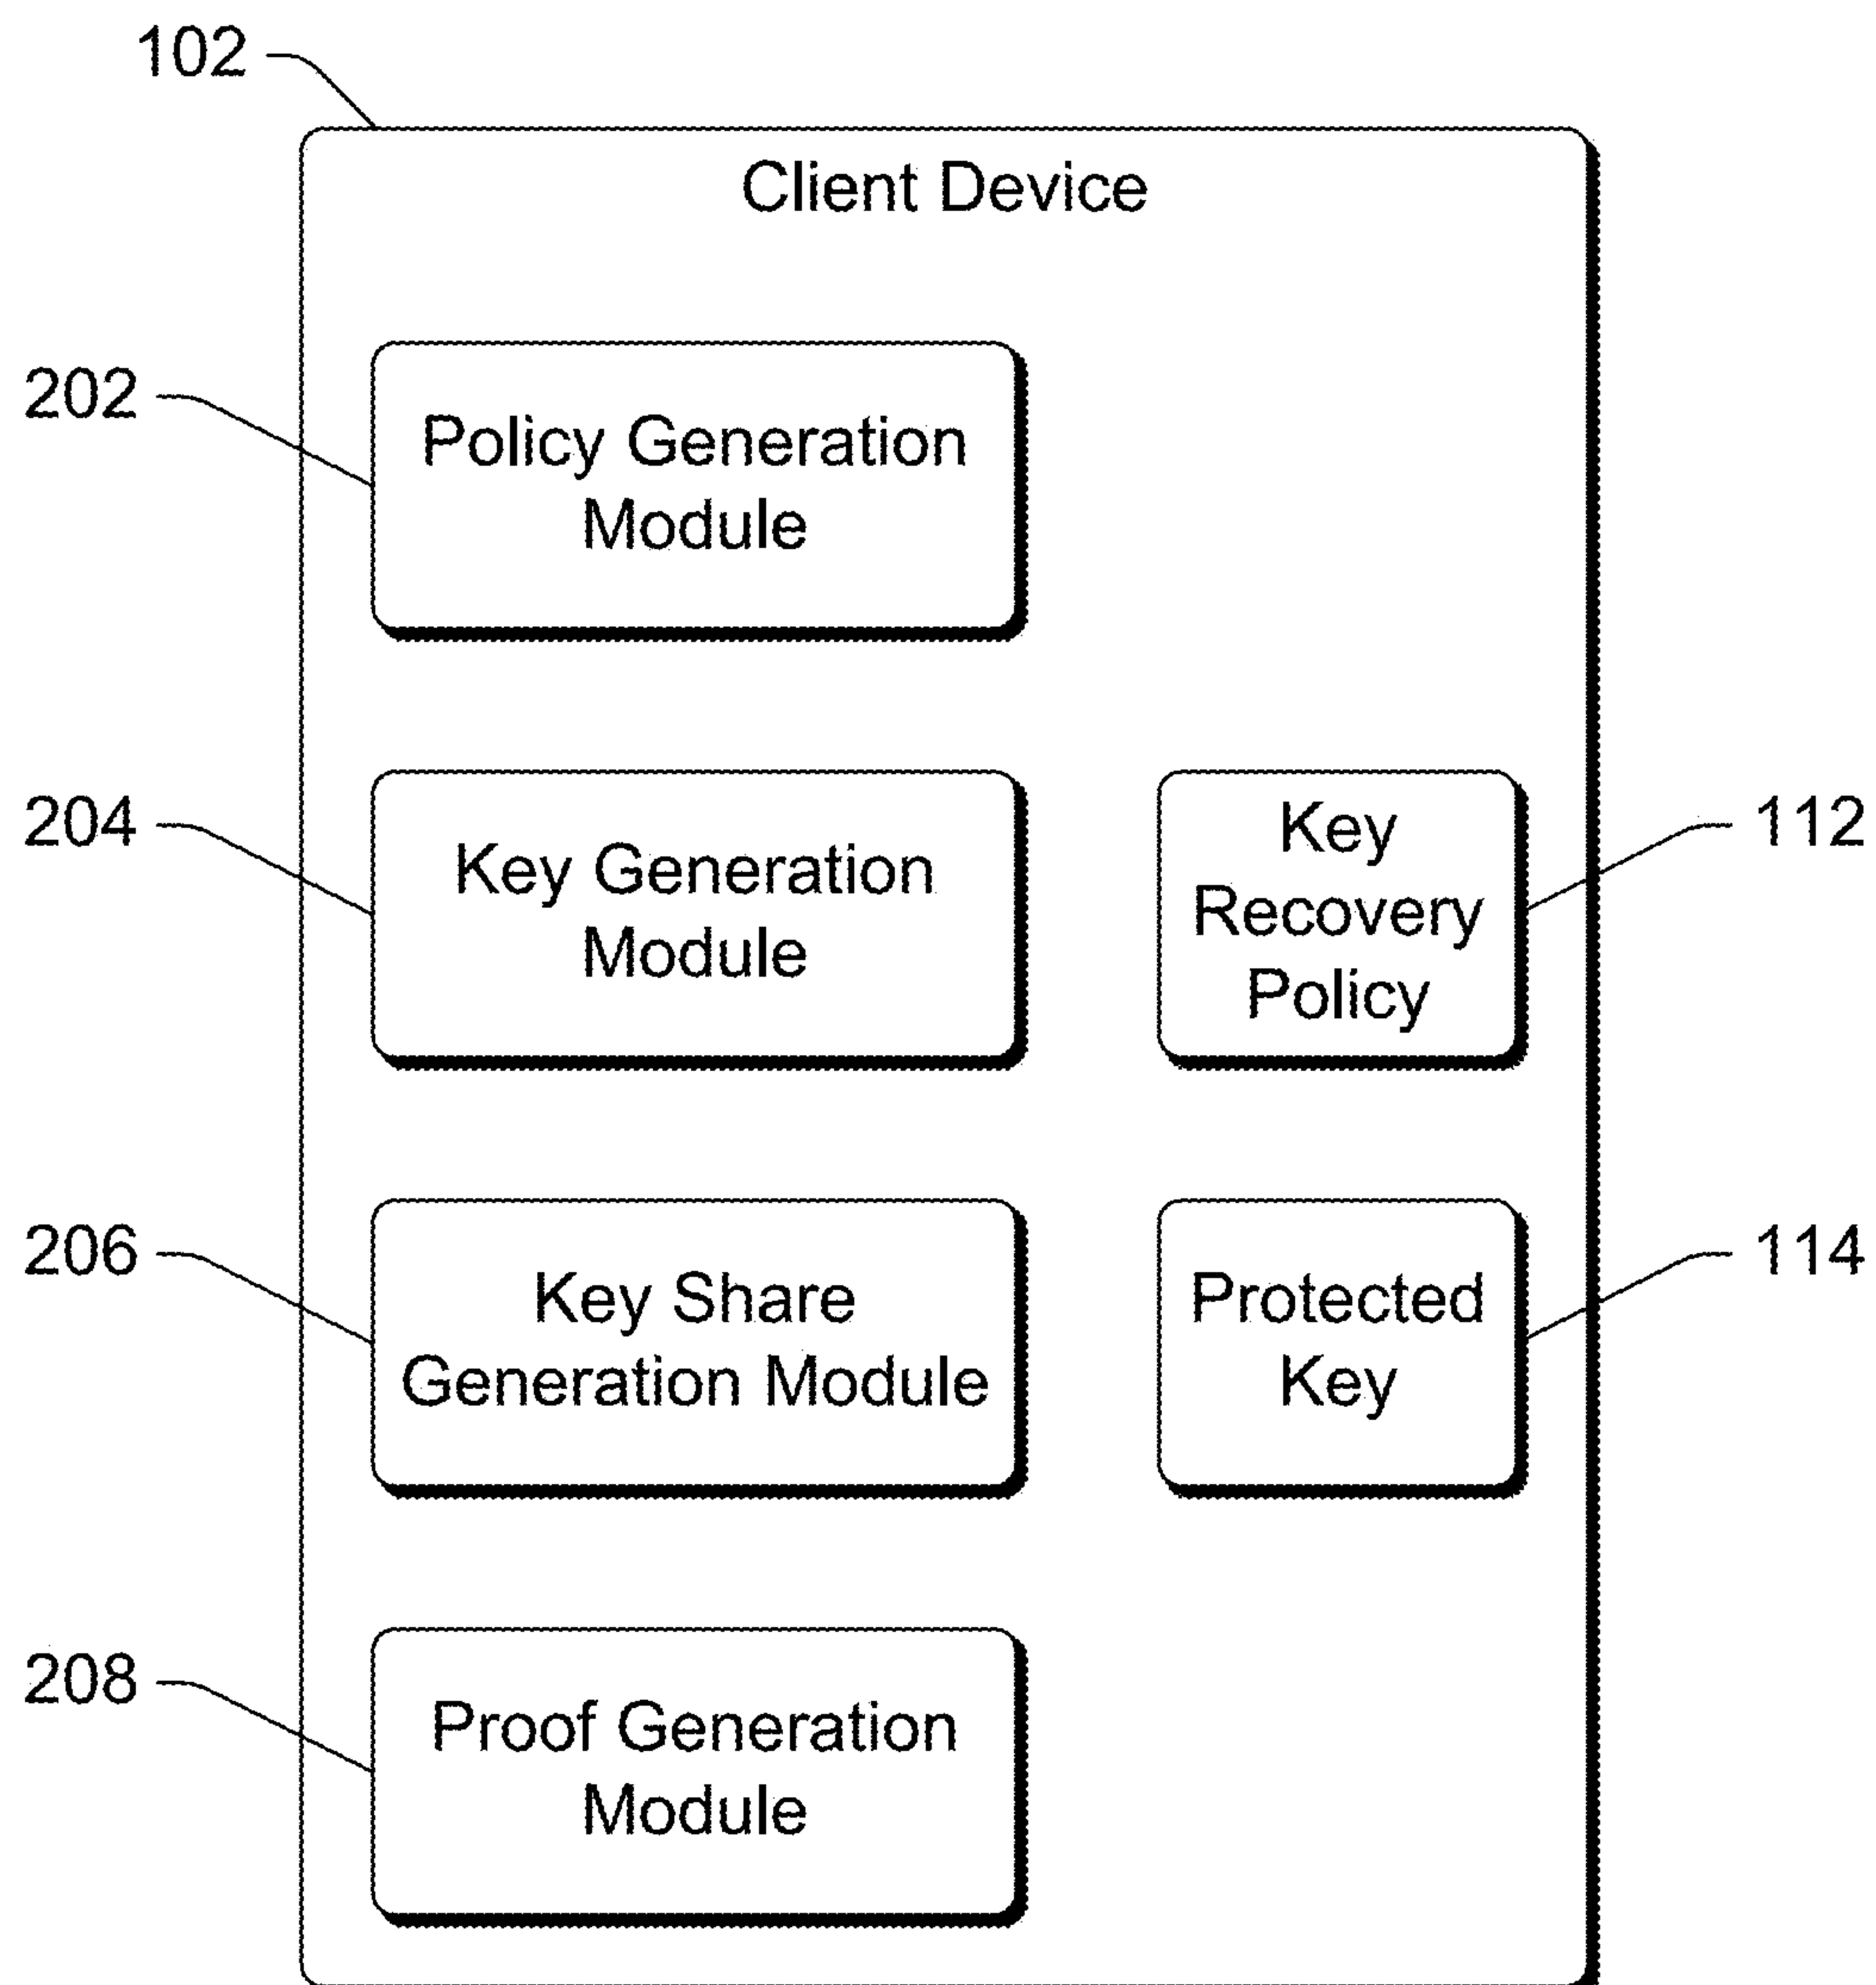 102
Client Device
202
Policy Generation
Module
204
Key Generation
Module
Key
Recovery
Policy
112
206
Key Share
Generation Module
Protected
Key
114
208
Proof Generation
Module